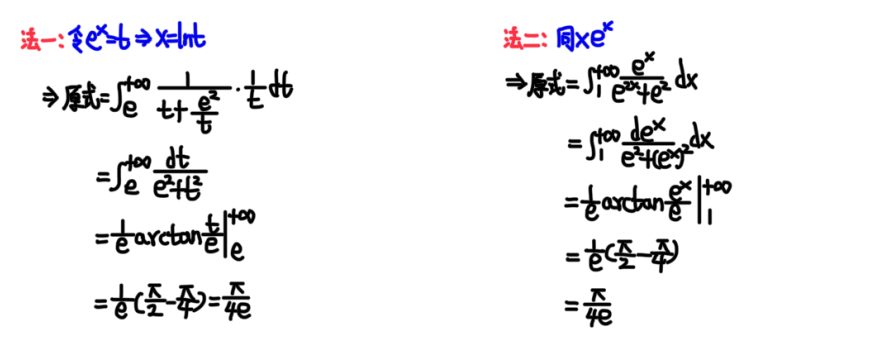 法一:令e^x=t⇒x=lnt
⇒原式=∫_e^{+∞} 1/(t+e²/t)·1/t dt
=∫_e^{+∞} dt/(e²+t²)
=1/e arctan t/e |_e^{+∞}
=1/e(π/2-π/4)=π/4e
法二:同xe^x
⇒原式=∫_1^{+∞} e^x/(e^{2x}+e²) dx
=∫_1^{+∞} de^x/(e²+(e^x)²) dx
=1/e arctan e^x/e |_1^{+∞}
=1/e(π/2-π/4)
=π/4e